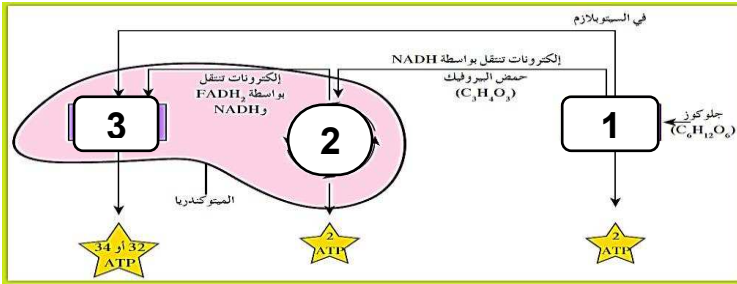 في السيتوبلازم
إلكترونات تنتقل بواسطة NADH
حمض البيروفيك
(C₃H₄O₃)
إلكترونات تنتقل
بواسطة FADH₂
وNADH
جلوكوز
(C₆H₁₂O₆)
1
2
3
الميتوكندريا
2
ATP
2
ATP
32 أو 34
ATP